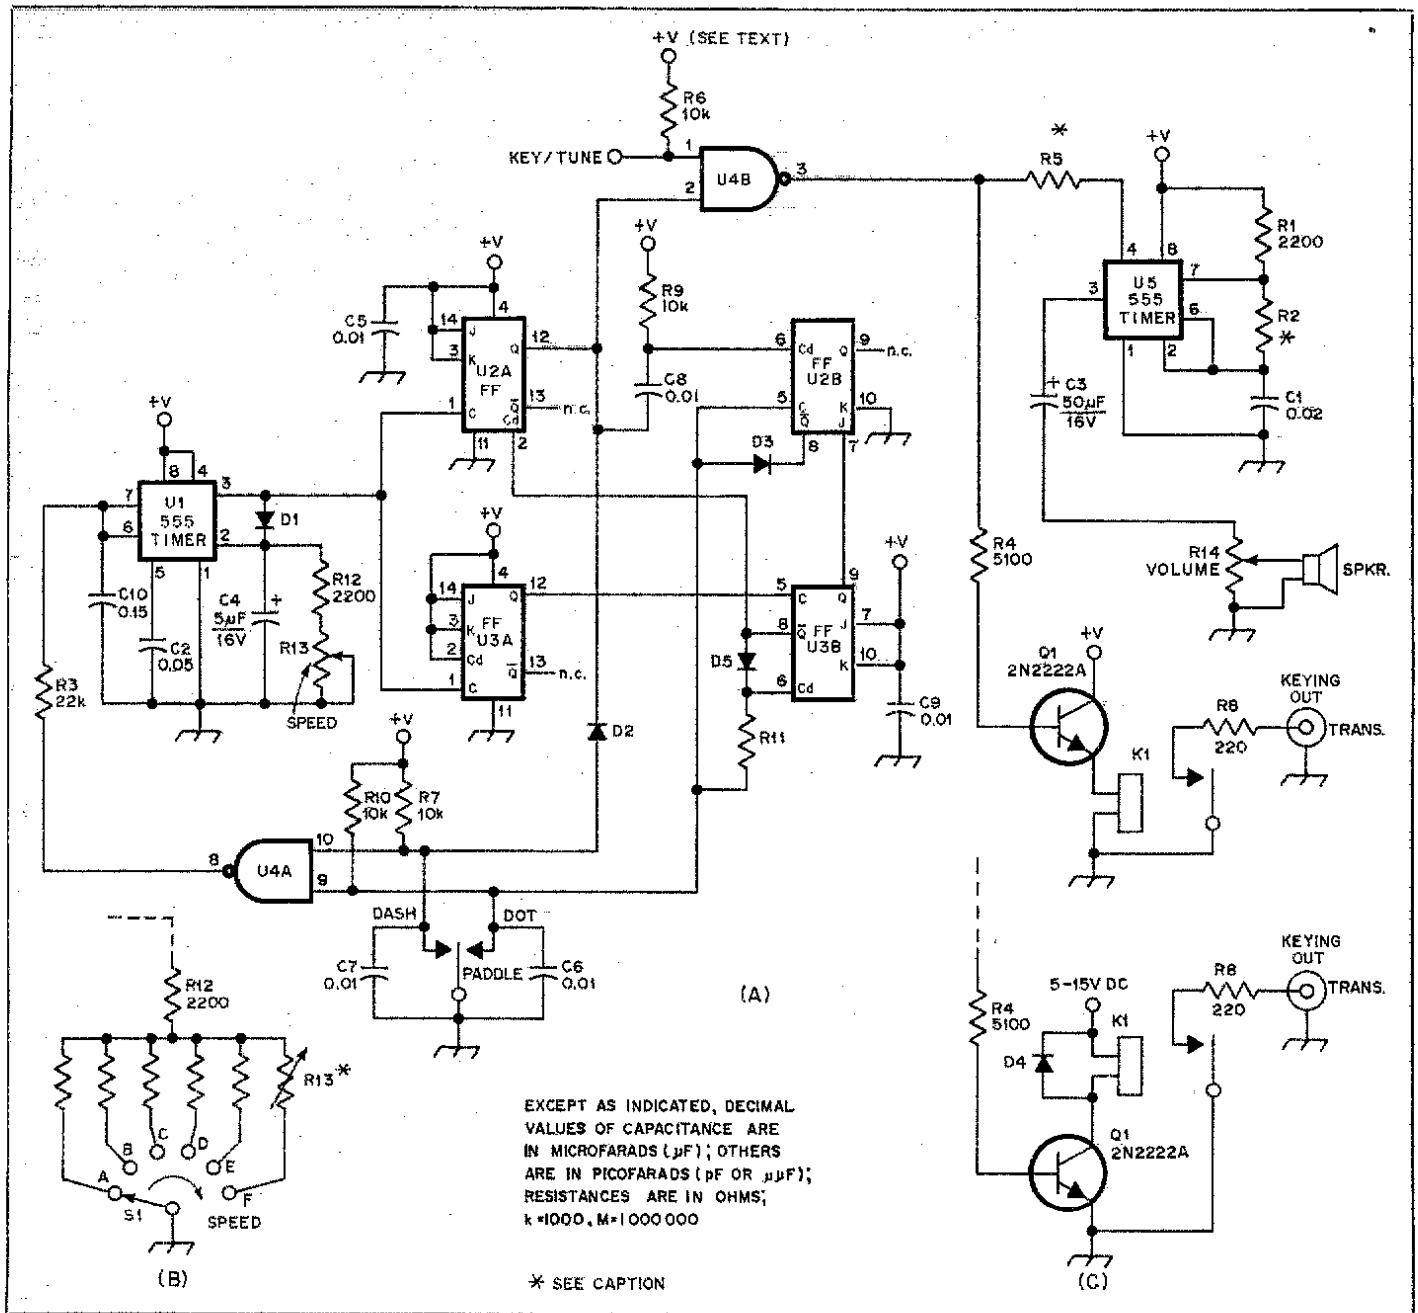 +V (SEE TEXT)
R6
10k
KEY/TUNE
1
2
U4B
3
*
R5
+V
R1
2200
4
8
7
3
U5
555
TIMER
6
R2
*
1
2
C3
+
50µF
16V
C1
0.02
+V
C5
0.01
4
14
J
3
K
Q
12
U2A
FF
1
C
Q̅
13
n.c.
Cd
11
2
+V
R9
10k
C8
0.01
6
Cd
Q
9
n.c.
FF
U2B
5
C
K
10
Q̅
J
8
7
D3
+V
8
4
7
U1
3
6
555
TIMER
2
5
1
D1
C10
0.15
C4
+
5µF
16V
C2
0.05
R12
2200
R13
SPEED
R3
22k
+V
4
14
J
Q
12
3
K
FF
U3A
2
Cd
Q̅
13
n.c.
1
C
11
+V
9
5
C
J
7
8
Q̅
FF
U3B
K
10
6
Cd
D5
R11
C9
0.01
D2
R4
5100
R14
VOLUME
SPKR.
+V
Q1
2N2222A
K1
R8
220
KEYING
OUT
TRANS.
+V
R10
10k
R7
10k
8
U4A
10
9
DASH
DOT
C7
0.01
PADDLE
C6
0.01
(A)
R12
2200
R13*
A
B
C
D
E
F
S1
SPEED
(B)
R4
5100
5-15V DC
K1
D4
Q1
2N2222A
R8
220
KEYING
OUT
TRANS.
(C)
EXCEPT AS INDICATED, DECIMAL
VALUES OF CAPACITANCE ARE
IN MICROFARADS (µF); OTHERS
ARE IN PICOFARADS (pF OR µµF);
RESISTANCES ARE IN OHMS;
k=1000, M=1000000
* SEE CAPTION